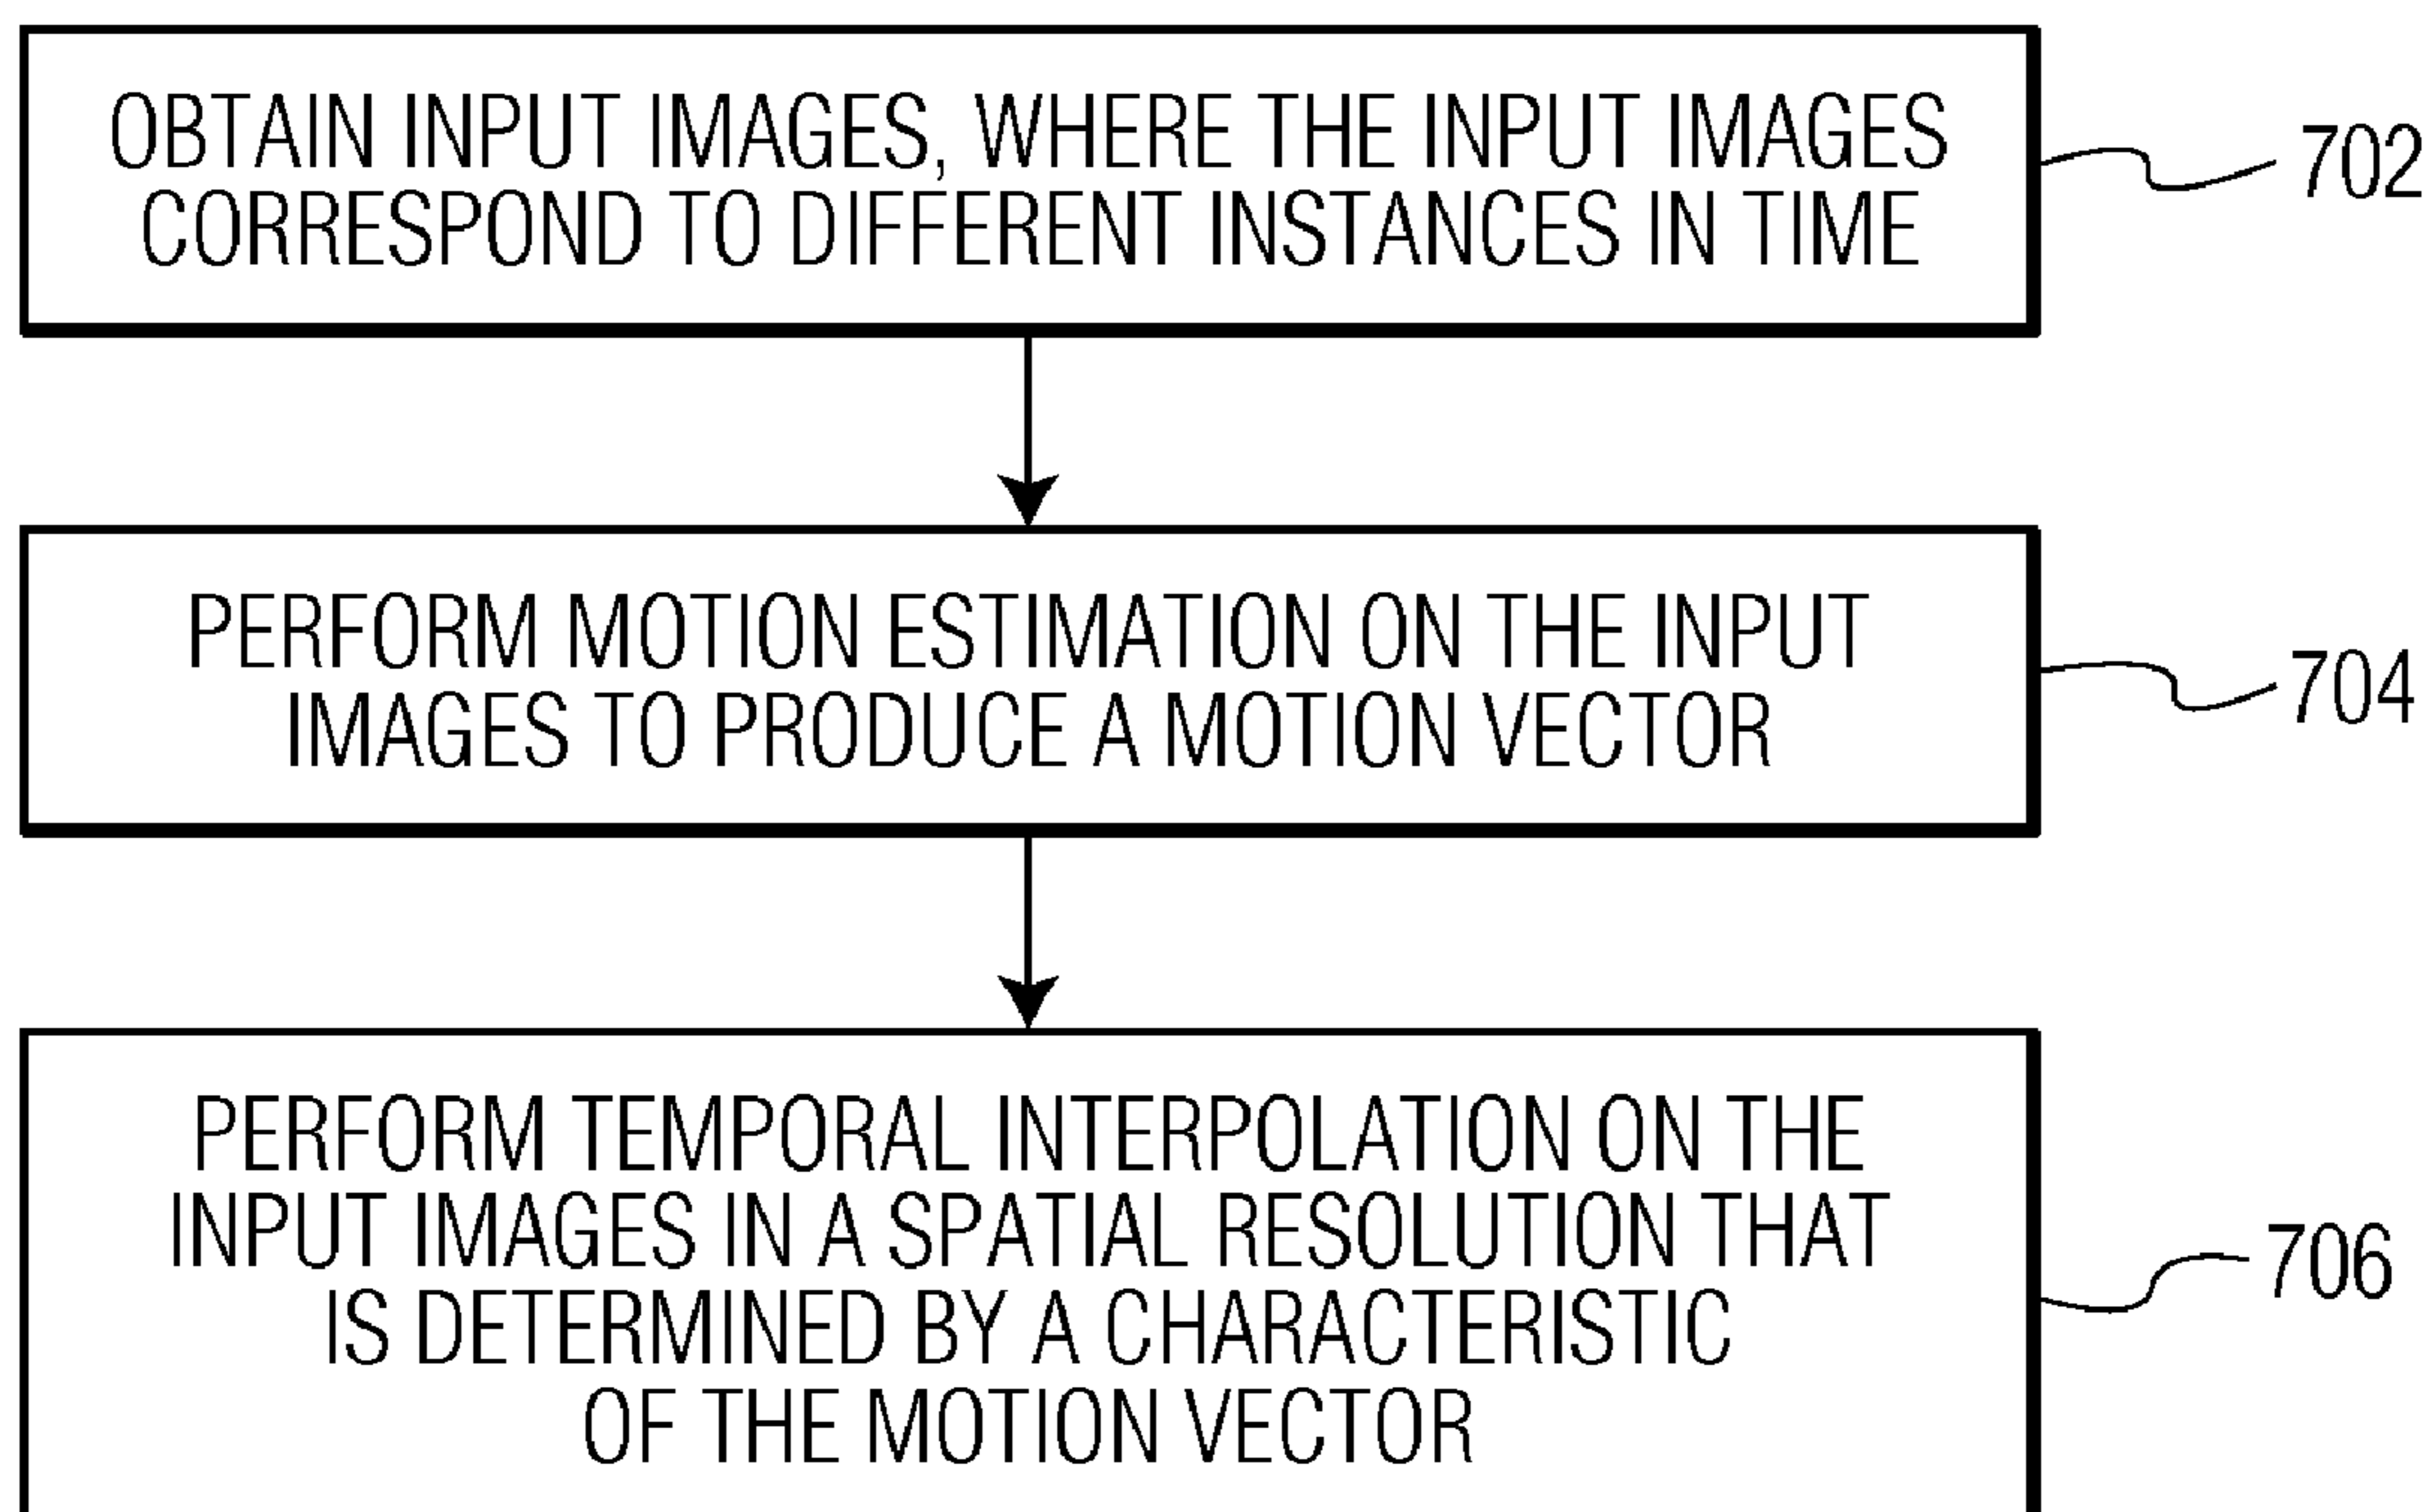 OBTAIN INPUT IMAGES, WHERE THE INPUT IMAGES
CORRESPOND TO DIFFERENT INSTANCES IN TIME
702
PERFORM MOTION ESTIMATION ON THE INPUT
IMAGES TO PRODUCE A MOTION VECTOR
704
PERFORM TEMPORAL INTERPOLATION ON THE
INPUT IMAGES IN A SPATIAL RESOLUTION THAT
IS DETERMINED BY A CHARACTERISTIC
OF THE MOTION VECTOR
706